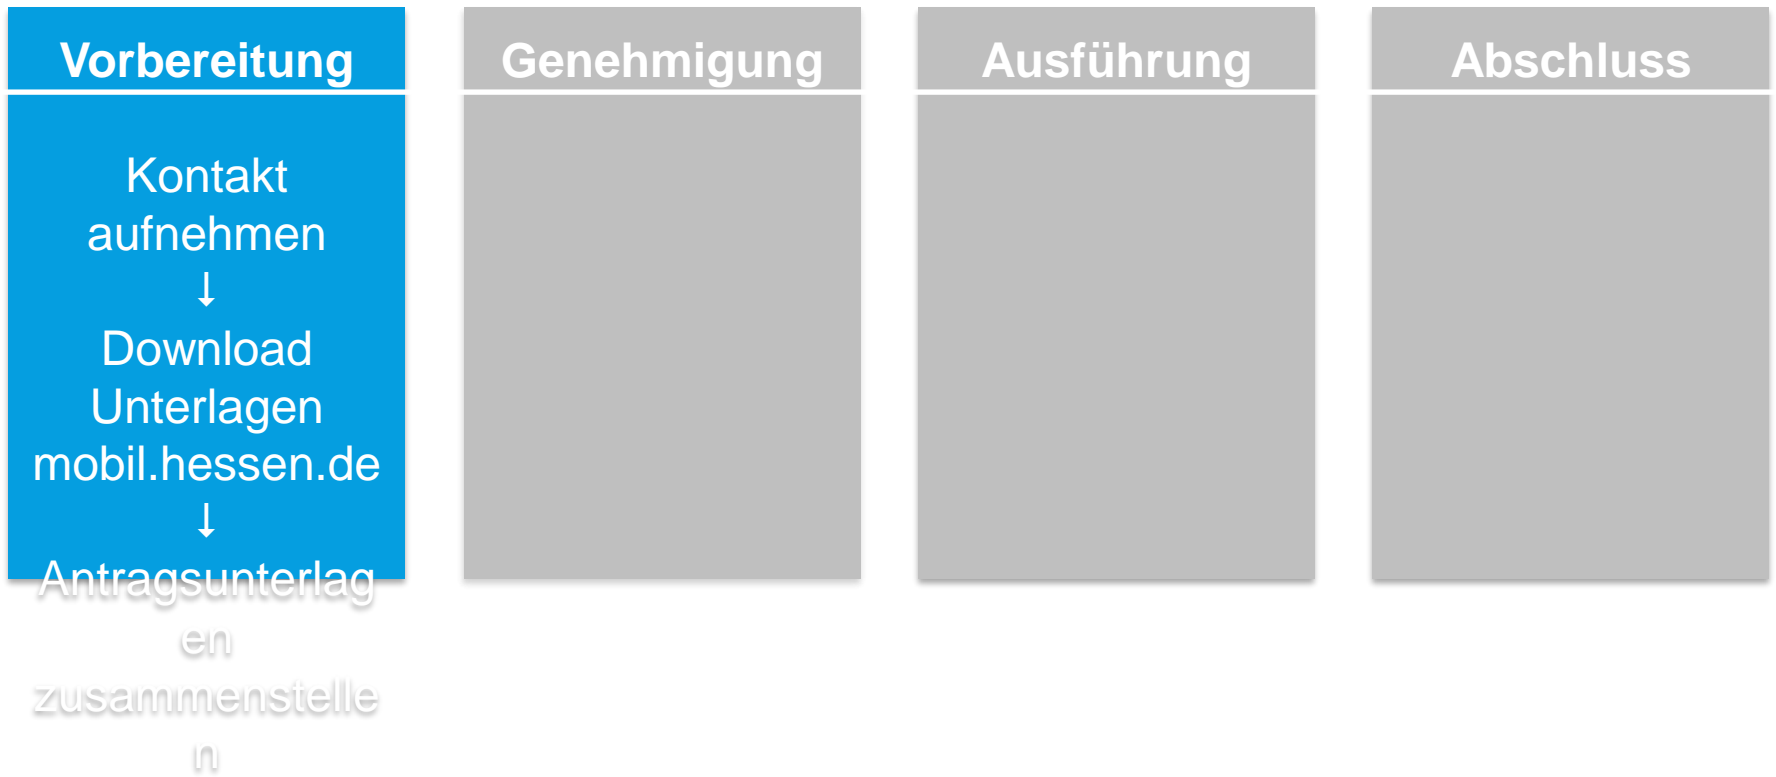 Vorbereitung
Kontakt
aufnehmen
↓
Download
Unterlagen
mobil.hessen.de
↓
Antragsunterlag
en
zusammenstelle
n
Genehmigung
Ausführung
Abschluss